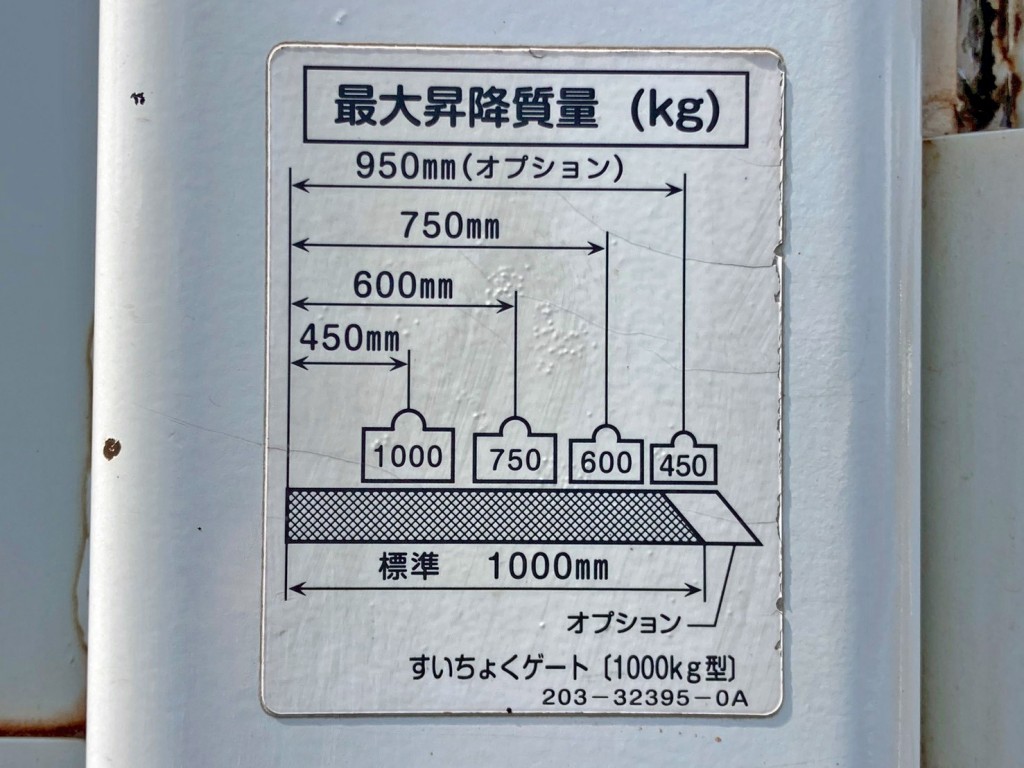 最大昇降質量 (kg)
950mm(オプション)
750mm
600mm
450mm
1000 750 600 450
標準 1000mm
オプション
すいちょくゲート〔1000kg型〕
203-32395-0A